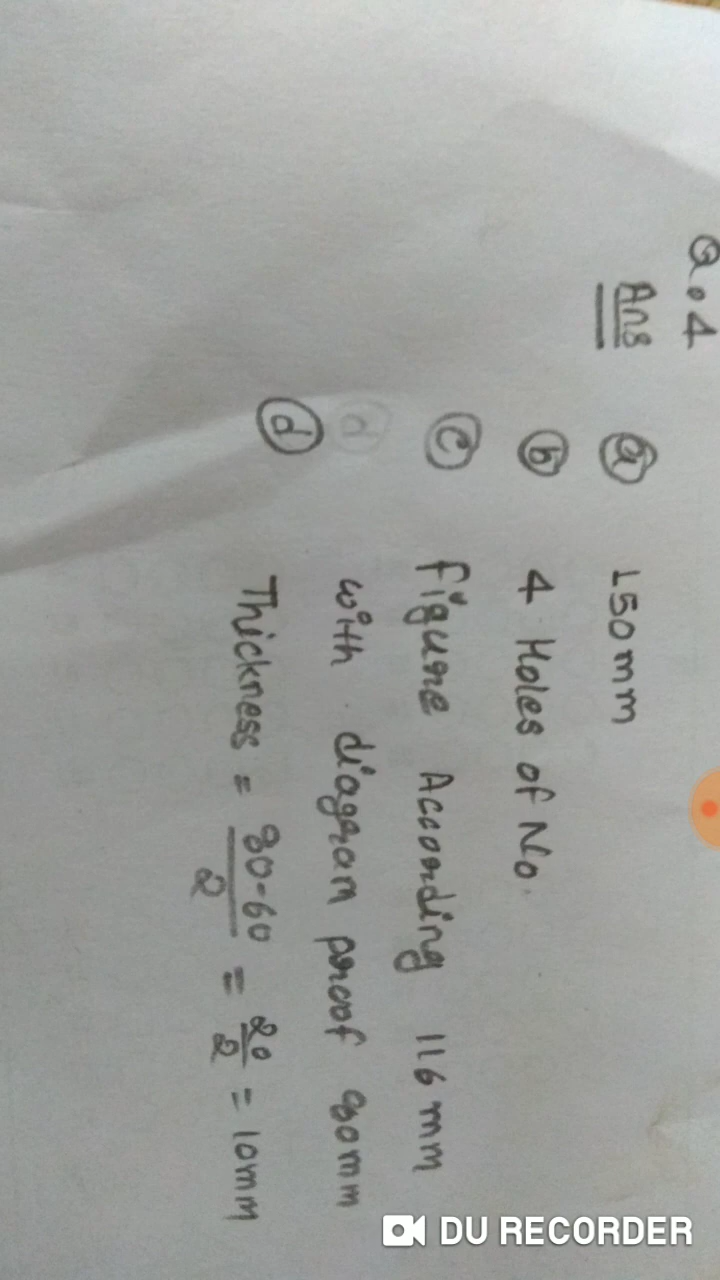 Q.4
Ans
(a) 150mm
(b) 4 Holes of No.
(c) figure According 116 mm
(d)
with diagram proof 80mm
(d) Thickness = 80-60/2 = 20/2 = 10mm
DU RECORDER